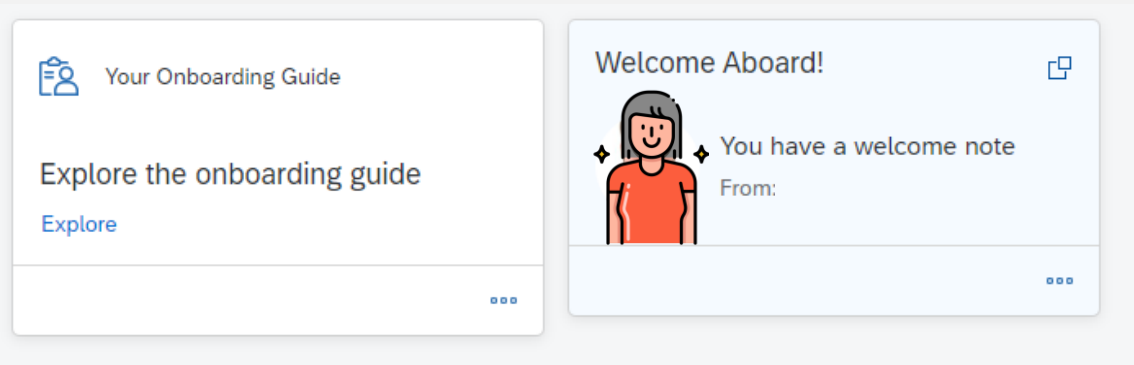 Your Onboarding Guide
Explore the onboarding guide
Explore
Welcome Aboard!
You have a welcome note
From: